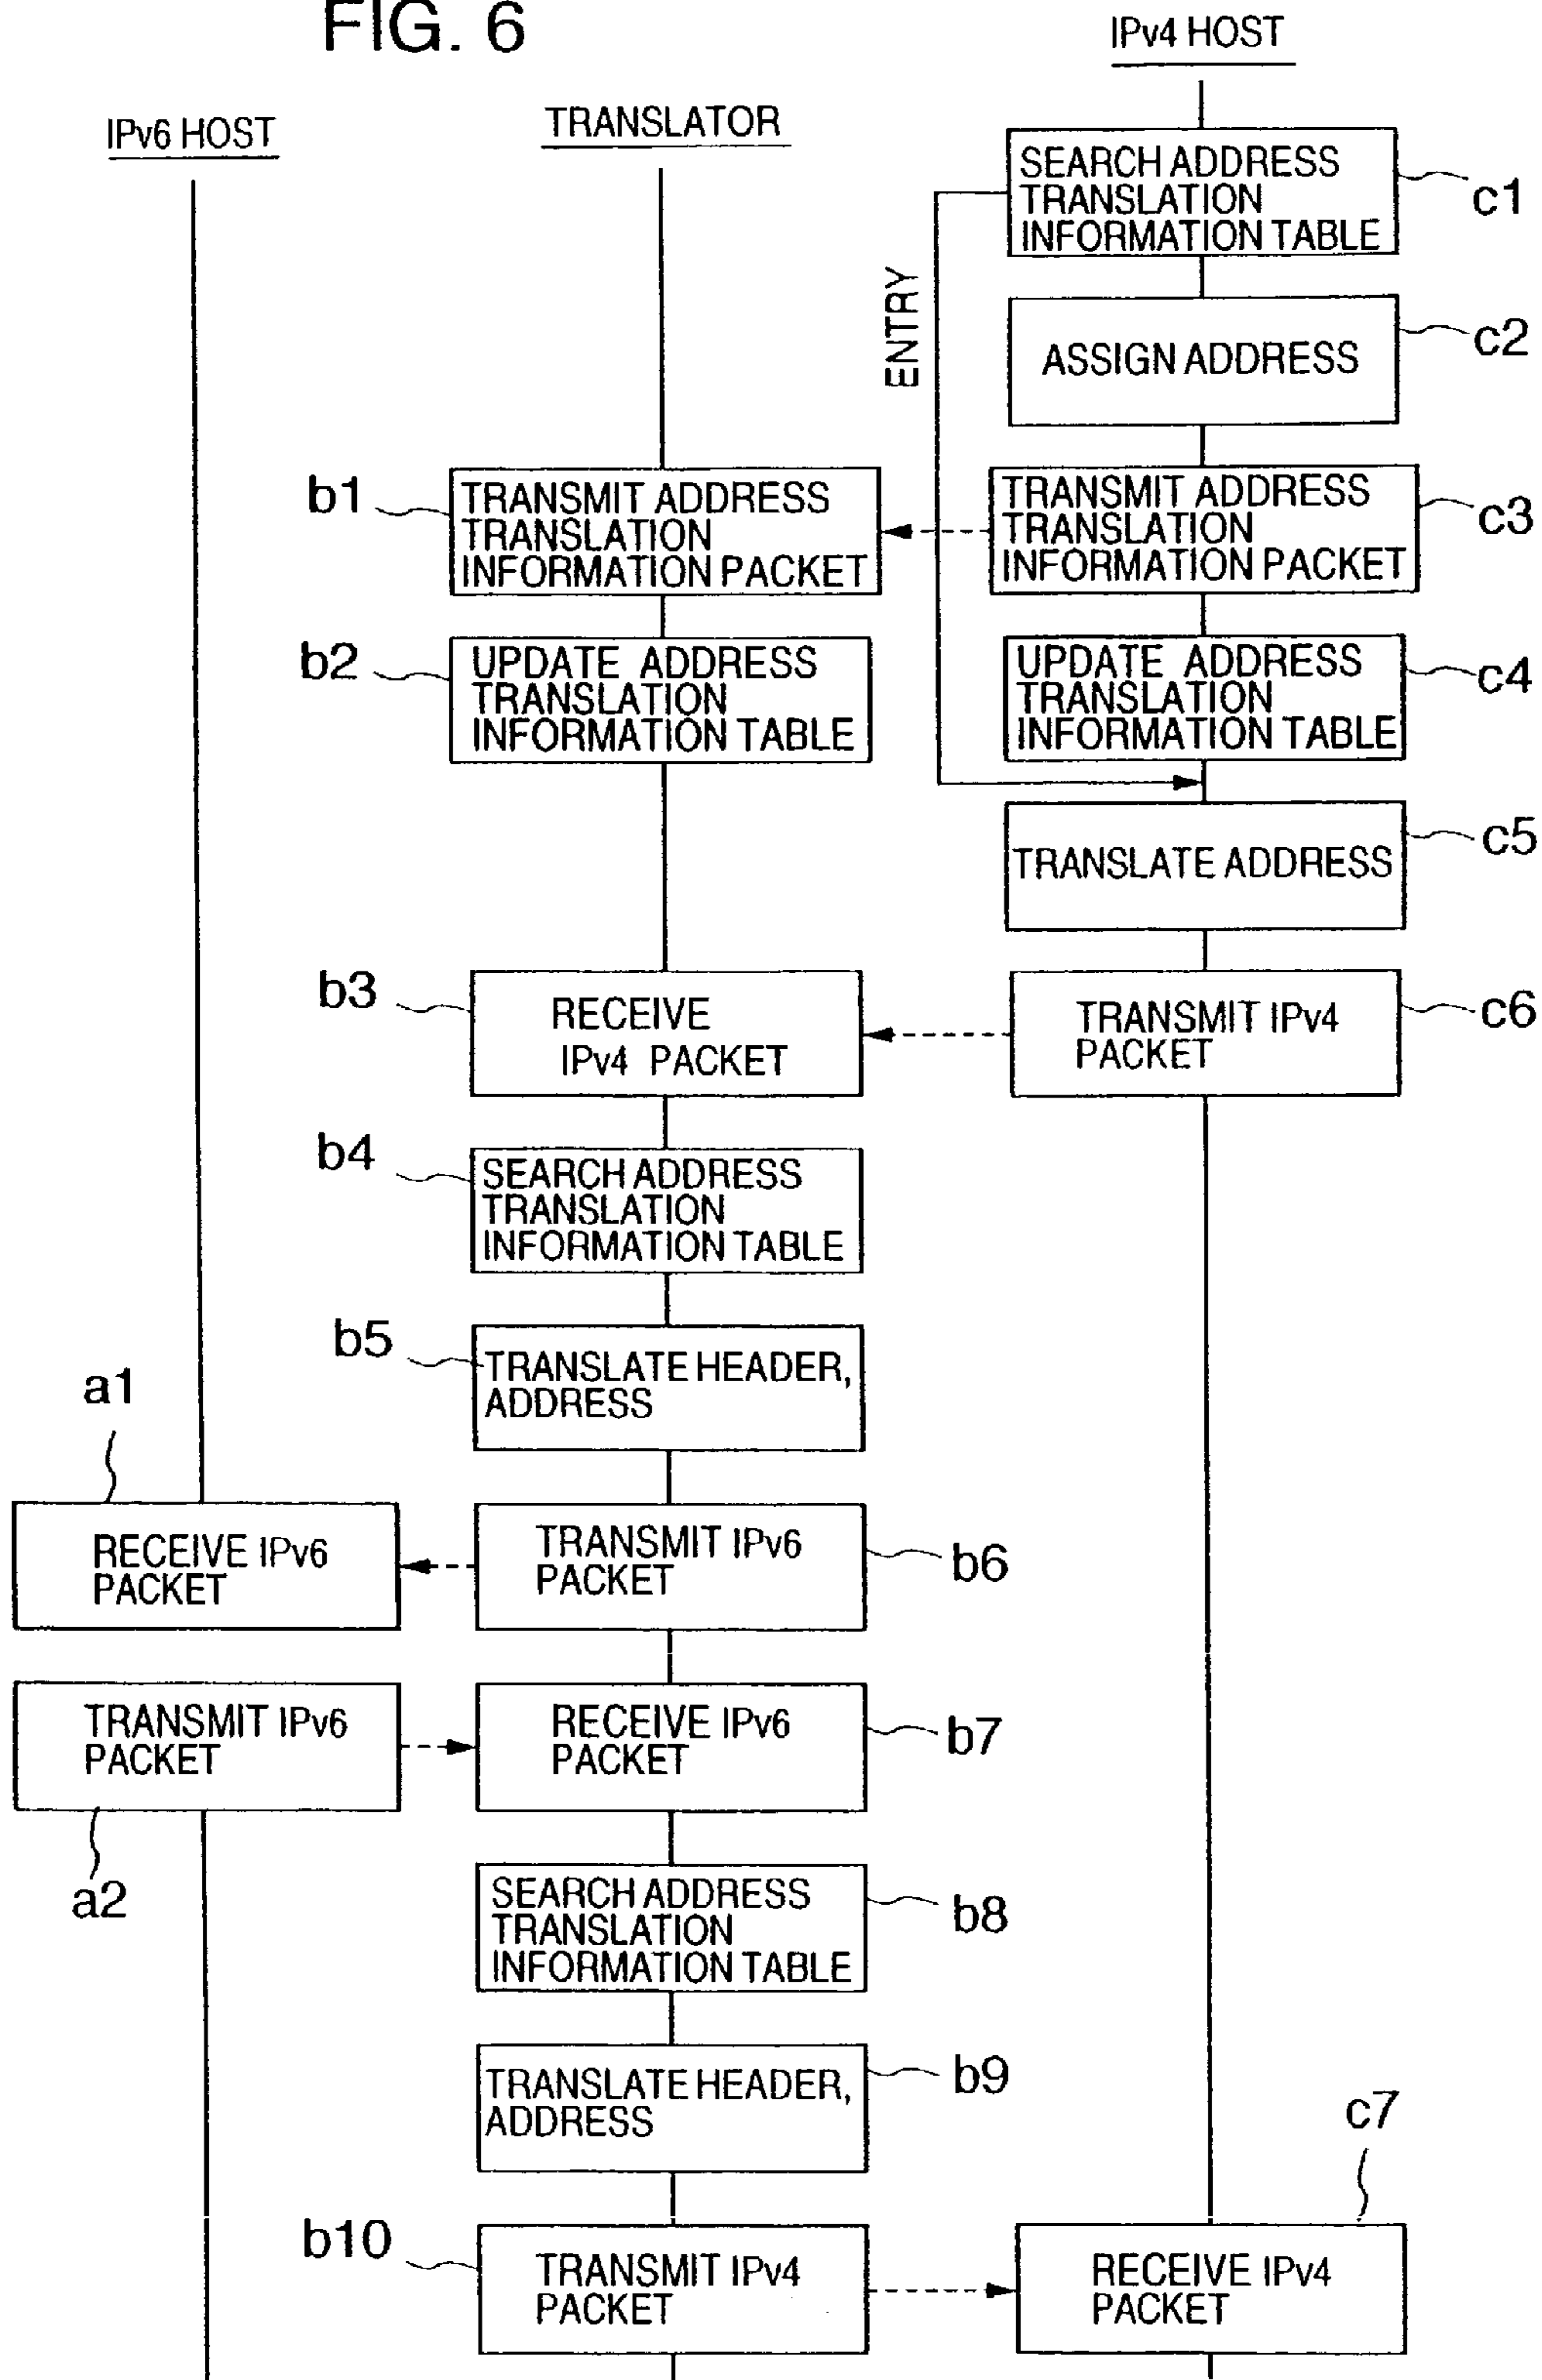 FIG. 6
IPv4 HOST
IPv6 HOST
TRANSLATOR
SEARCH ADDRESS
TRANSLATION
INFORMATION TABLE
c1
ENTRY
ASSIGN ADDRESS
c2
b1
TRANSMIT ADDRESS
TRANSLATION
INFORMATION PACKET
TRANSMIT ADDRESS
TRANSLATION
INFORMATION PACKET
c3
b2
UPDATE ADDRESS
TRANSLATION
INFORMATION TABLE
UPDATE ADDRESS
TRANSLATION
INFORMATION TABLE
c4
TRANSLATE ADDRESS
c5
b3
RECEIVE
IPv4 PACKET
TRANSMIT IPv4
PACKET
c6
b4
SEARCH ADDRESS
TRANSLATION
INFORMATION TABLE
b5
TRANSLATE HEADER,
ADDRESS
a1
RECEIVE IPv6
PACKET
TRANSMIT IPv6
PACKET
b6
TRANSMIT IPv6
PACKET
a2
RECEIVE IPv6
PACKET
b7
SEARCH ADDRESS
TRANSLATION
INFORMATION TABLE
b8
TRANSLATE HEADER,
ADDRESS
b9
c7
b10
TRANSMIT IPv4
PACKET
RECEIVE IPv4
PACKET